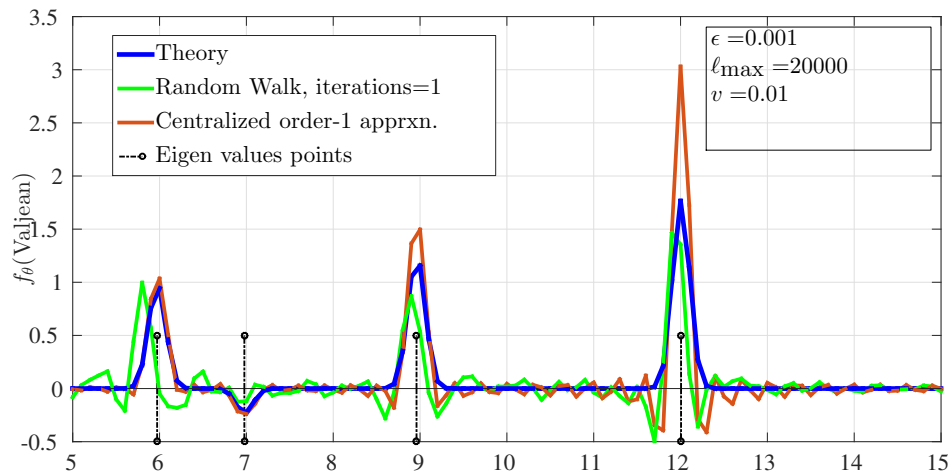 3.5
3
2.5
2
1.5
1
0.5
0
-0.5
f_θ(Valjean)
Theory
Random Walk, iterations=1
Centralized order-1 apprxn.
Eigen values points
ϵ =0.001
ℓ_max =20000
v =0.01
5 6 7 8 9 10 11 12 13 14 15